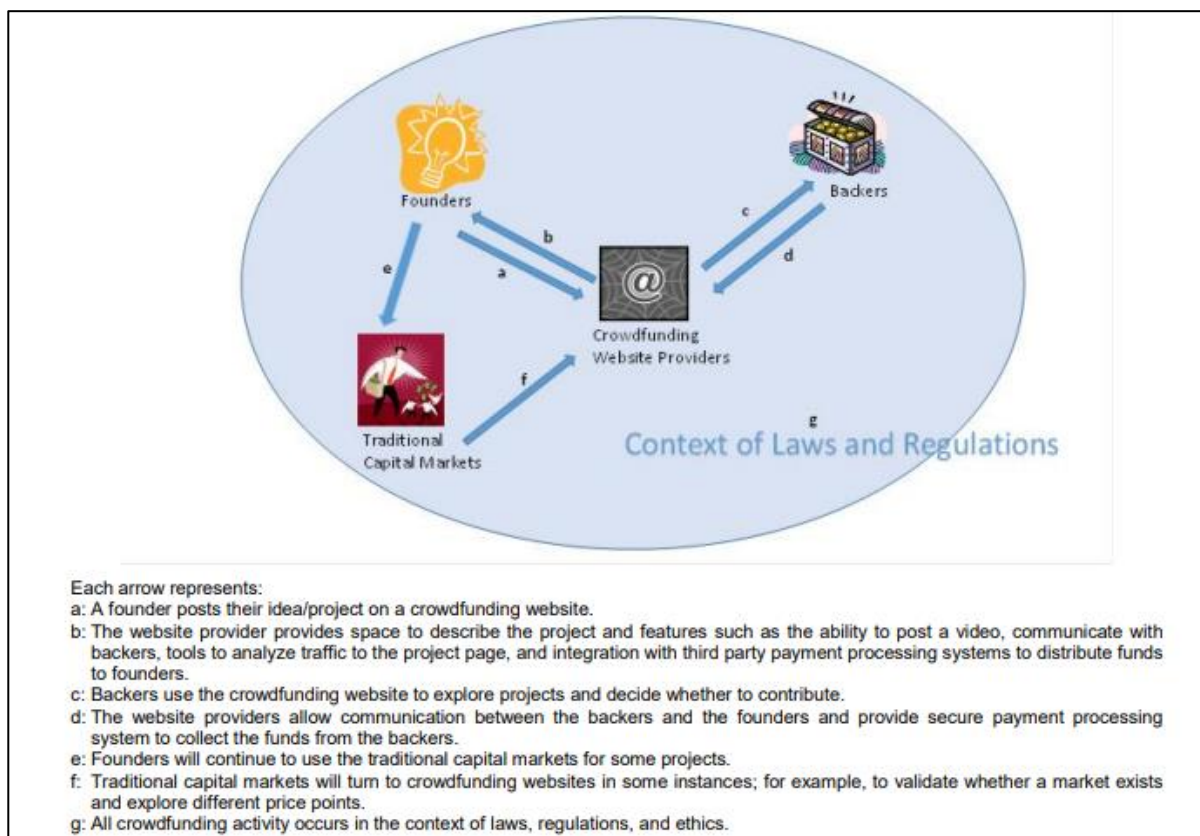 Founders
Backers
b
c
a
d
e
@
Crowdfunding
Website Providers
f
g
Traditional
Capital Markets
Context of Laws and Regulations
Each arrow represents:
a: A founder posts their idea/project on a crowdfunding website.
b: The website provider provides space to describe the project and features such as the ability to post a video, communicate with
backers, tools to analyze traffic to the project page, and integration with third party payment processing systems to distribute funds
to founders.
c: Backers use the crowdfunding website to explore projects and decide whether to contribute.
d: The website providers allow communication between the backers and the founders and provide secure payment processing
system to collect the funds from the backers.
e: Founders will continue to use the traditional capital markets for some projects.
f: Traditional capital markets will turn to crowdfunding websites in some instances; for example, to validate whether a market exists
and explore different price points.
g: All crowdfunding activity occurs in the context of laws, regulations, and ethics.